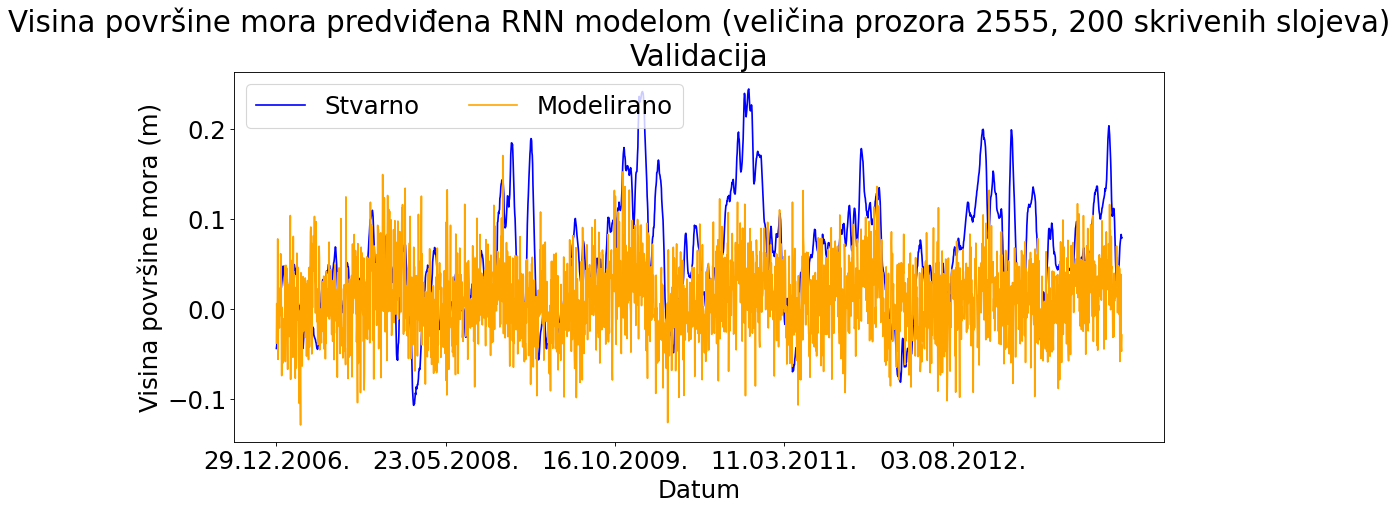 Visina površine mora predviđena RNN modelom (veličina prozora 2555, 200 skrivenih slojeva)
Validacija
Stvarno
Modelirano
Visina površine mora (m)
0.2
0.1
0.0
−0.1
29.12.2006.
23.05.2008.
16.10.2009.
11.03.2011.
03.08.2012.
Datum